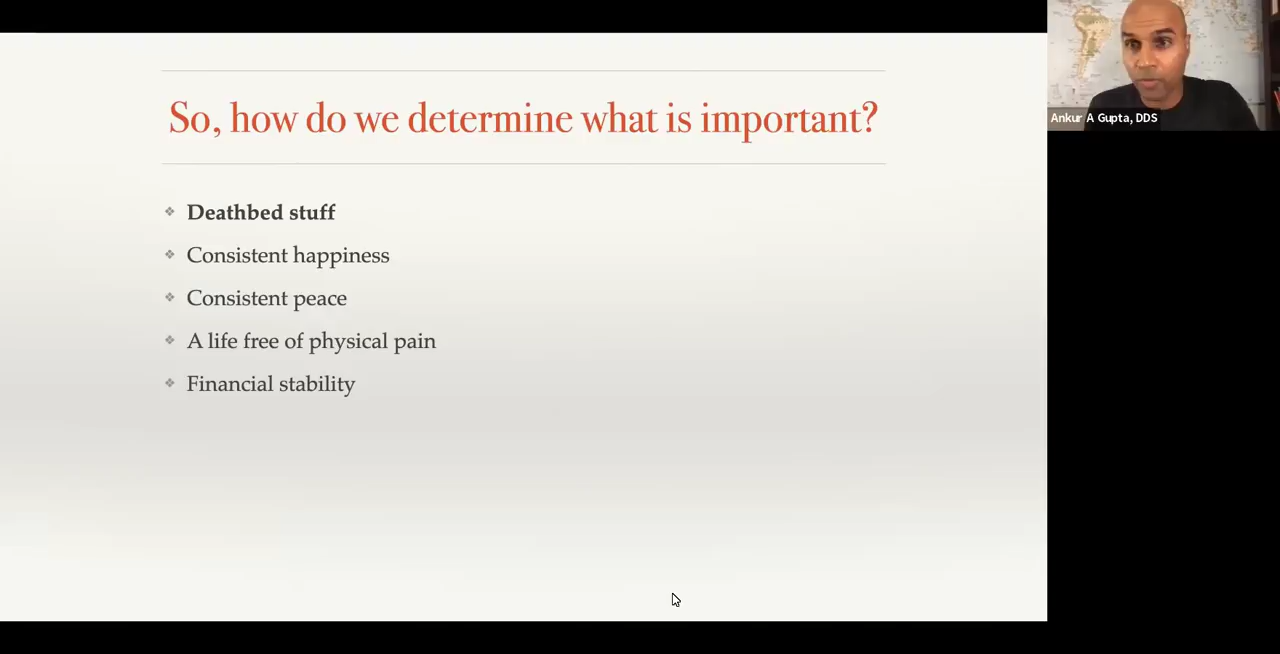 So, how do we determine what is important?
Deathbed stuff
Consistent happiness
Consistent peace
A life free of physical pain
Financial stability
Ankur A Gupta, DDS